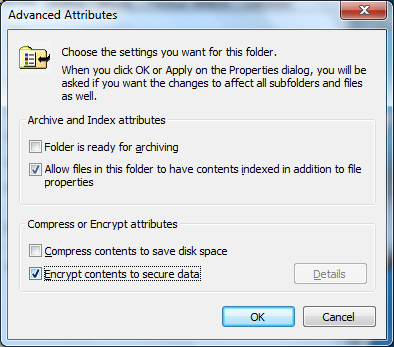 Advanced Attributes
Choose the settings you want for this folder.
When you click OK or Apply on the Properties dialog, you will be
asked if you want the changes to affect all subfolders and files
as well.
Archive and Index attributes
Folder is ready for archiving
Allow files in this folder to have contents indexed in addition to file
properties
Compress or Encrypt attributes
Compress contents to save disk space
Encrypt contents to secure data
Details
OK
Cancel